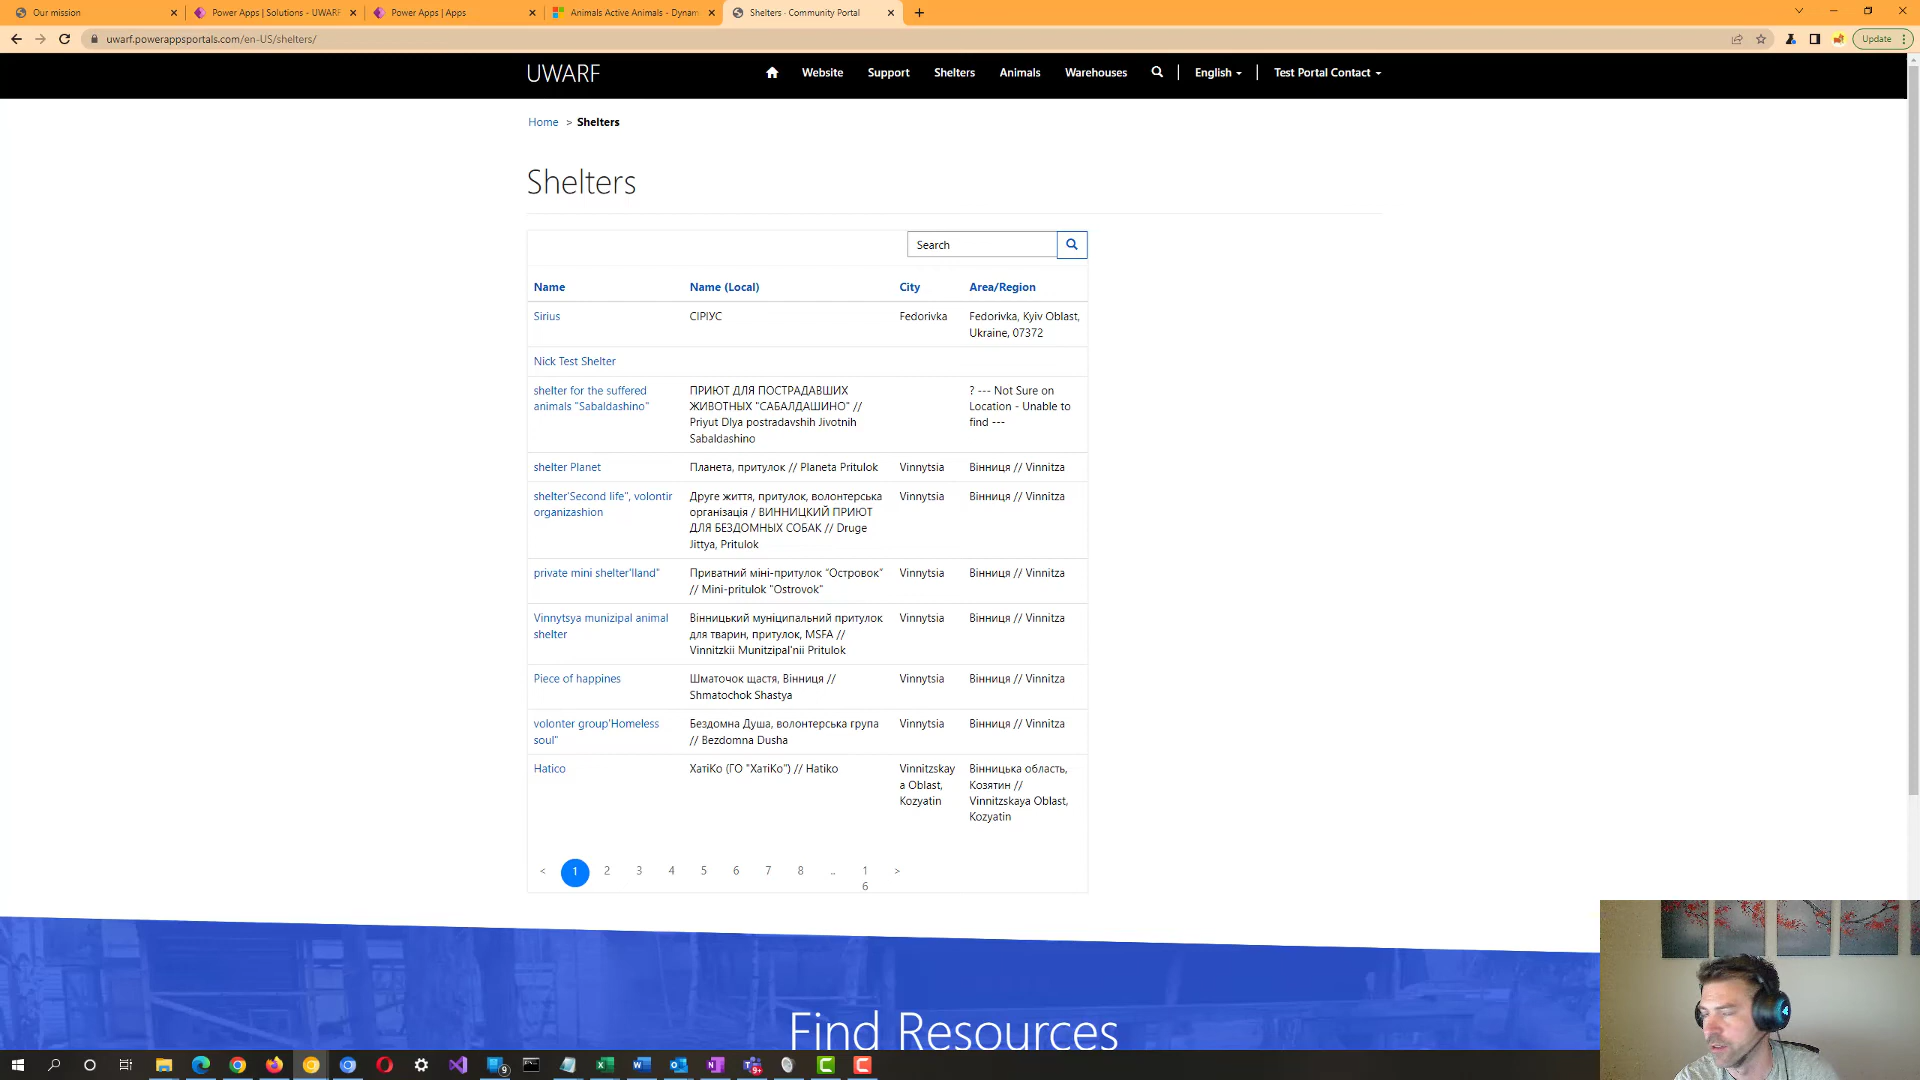 Our mission
Power Apps | Solutions - UWARF
Power Apps | Apps
Animals Active Animals - Dynam
Shelters · Community Portal
uwarf.powerappsportals.com/en-US/shelters/
Update
UWARF
Website
Support
Shelters
Animals
Warehouses
English
Test Portal Contact
Home > Shelters
Shelters
Search
Name
Name (Local)
City
Area/Region
Sirius
СІРІУС
Fedorivka
Fedorivka, Kyiv Oblast,
Ukraine, 07372
Nick Test Shelter
shelter for the suffered
animals "Sabaldashino"
ПРИЮТ ДЛЯ ПОСТРАДАВШИХ
ЖИВОТНЫХ "САБАЛДАШИНО" //
Priyut Dlya postradavshih Jivotnih
Sabaldashino
? --- Not Sure on
Location - Unable to
find ---
shelter Planet
Планета, притулок // Planeta Pritulok
Vinnytsia
Вінниця // Vinnitza
shelter'Second life", volontir
organizashion
Друге життя, притулок, волонтерська
організація / ВИННИЦКИЙ ПРИЮТ
ДЛЯ БЕЗДОМНЫХ СОБАК // Druge
Jittya, Pritulok
Vinnytsia
Вінниця // Vinnitza
private mini shelter'Iland"
Приватний міні-притулок "Островок"
// Mini-pritulok "Ostrovok"
Vinnytsia
Вінниця // Vinnitza
Vinnytsya munizipal animal
shelter
Вінницький муніципальний притулок
для тварин, притулок, MSFA //
Vinnitzkii Munitzipal'nii Pritulok
Vinnytsia
Вінниця // Vinnitza
Piece of happines
Шматочок щастя, Вінниця //
Shmatochok Shastya
Vinnytsia
Вінниця // Vinnitza
volonter group'Homeless
soul"
Бездомна Душа, волонтерська група
// Bezdomna Dusha
Vinnytsia
Вінниця // Vinnitza
Hatico
ХатіКо (ГО "ХатіКо") // Hatiko
Vinnitzskay
a Oblast,
Kozyatin
Вінницька область,
Козятин //
Vinnitzskaya Oblast,
Kozyatin
< 1 2 3 4 5 6 7 8 .. 1 >
6
Find Resources